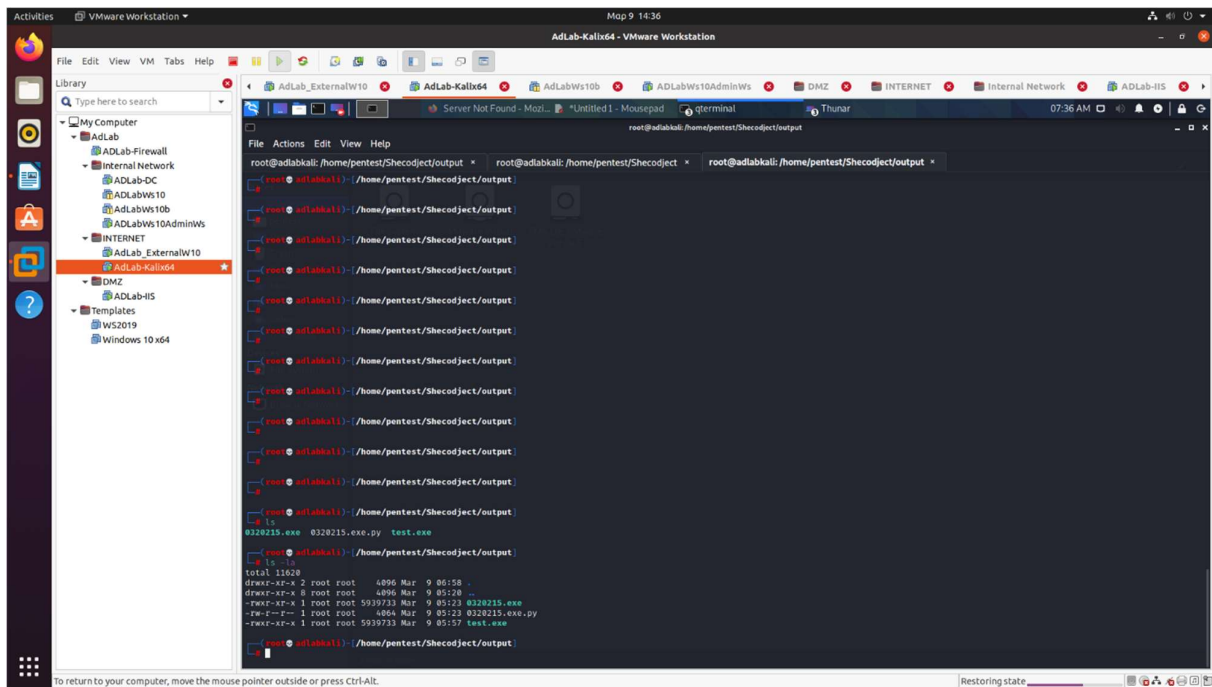 Activities VMware Workstation Мар 9 14:36
AdLab-Kalix64 - VMware Workstation
File Edit View VM Tabs Help
Library
Type here to search
My Computer
AdLab
ADLab-Firewall
Internal Network
ADLab-DC
ADLabWs10
AdLabWs10b
ADLabWs10AdminWs
INTERNET
AdLab_ExternalW10
AdLab-Kalix64
DMZ
ADLab-IIS
Templates
WS2019
Windows 10 x64
AdLab_ExternalW10 AdLab-Kalix64 AdLabWs10b ADLabWs10AdminWs DMZ INTERNET Internal Network ADLab-IIS
Server Not Found - Mozi... *Untitled 1 - Mousepad qterminal Thunar 07:36 AM
root@adlabkali: /home/pentest/Shecodject/output
File Actions Edit View Help
root@adlabkali: /home/pentest/Shecodject/output × root@adlabkali: /home/pentest/Shecodject × root@adlabkali: /home/pentest/Shecodject/output ×
(root💀adlabkali)-[/home/pentest/Shecodject/output]
#
(root💀adlabkali)-[/home/pentest/Shecodject/output]
#
(root💀adlabkali)-[/home/pentest/Shecodject/output]
#
(root💀adlabkali)-[/home/pentest/Shecodject/output]
#
(root💀adlabkali)-[/home/pentest/Shecodject/output]
#
(root💀adlabkali)-[/home/pentest/Shecodject/output]
#
(root💀adlabkali)-[/home/pentest/Shecodject/output]
#
(root💀adlabkali)-[/home/pentest/Shecodject/output]
#
(root💀adlabkali)-[/home/pentest/Shecodject/output]
#
(root💀adlabkali)-[/home/pentest/Shecodject/output]
#
(root💀adlabkali)-[/home/pentest/Shecodject/output]
#
(root💀adlabkali)-[/home/pentest/Shecodject/output]
# ls
0320215.exe 0320215.exe.py test.exe
(root💀adlabkali)-[/home/pentest/Shecodject/output]
# ls -la
total 11620
drwxr-xr-x 2 root root 4096 Mar 9 06:58 .
drwxr-xr-x 8 root root 4096 Mar 9 05:20 ..
-rwxr-xr-x 1 root root 5939733 Mar 9 05:23 0320215.exe
-rw-r--r-- 1 root root 4064 Mar 9 05:23 0320215.exe.py
-rwxr-xr-x 1 root root 5939733 Mar 9 05:57 test.exe
(root💀adlabkali)-[/home/pentest/Shecodject/output]
#
To return to your computer, move the mouse pointer outside or press Ctrl-Alt. Restoring state